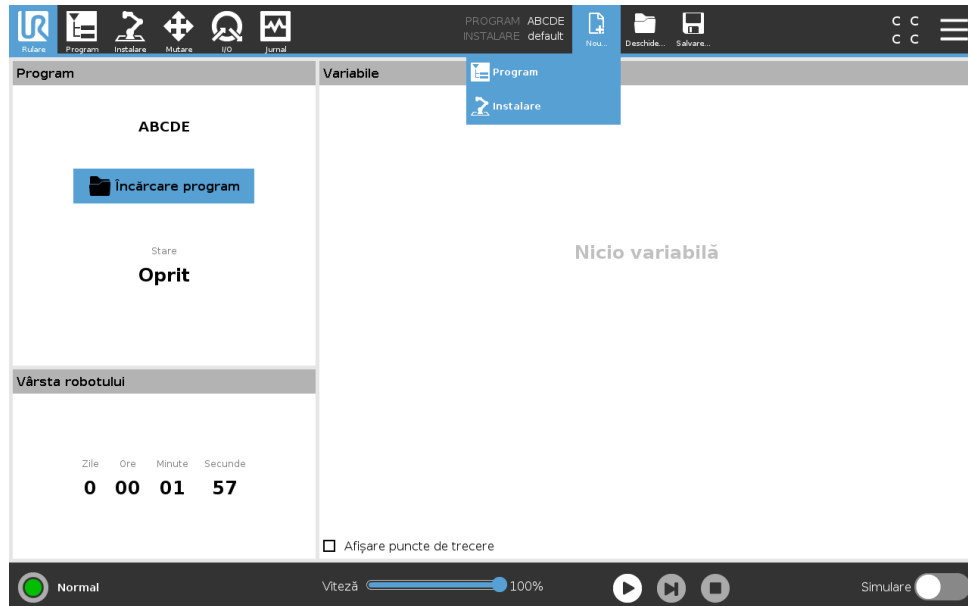 UR
Rulare
Program
Instalare
Mutare
I/O
Jurnal
PROGRAM ABCDE
INSTALARE default
Nou...
Deschide...
Salvare...
C C
C C
Program
Instalare
Program
ABCDE
Încărcare program
Stare
Oprit
Vârsta robotului
Zile Ore Minute Secunde
0 00 01 57
Variabile
Nicio variabilă
Afișare puncte de trecere
Normal
Viteză 100%
Simulare